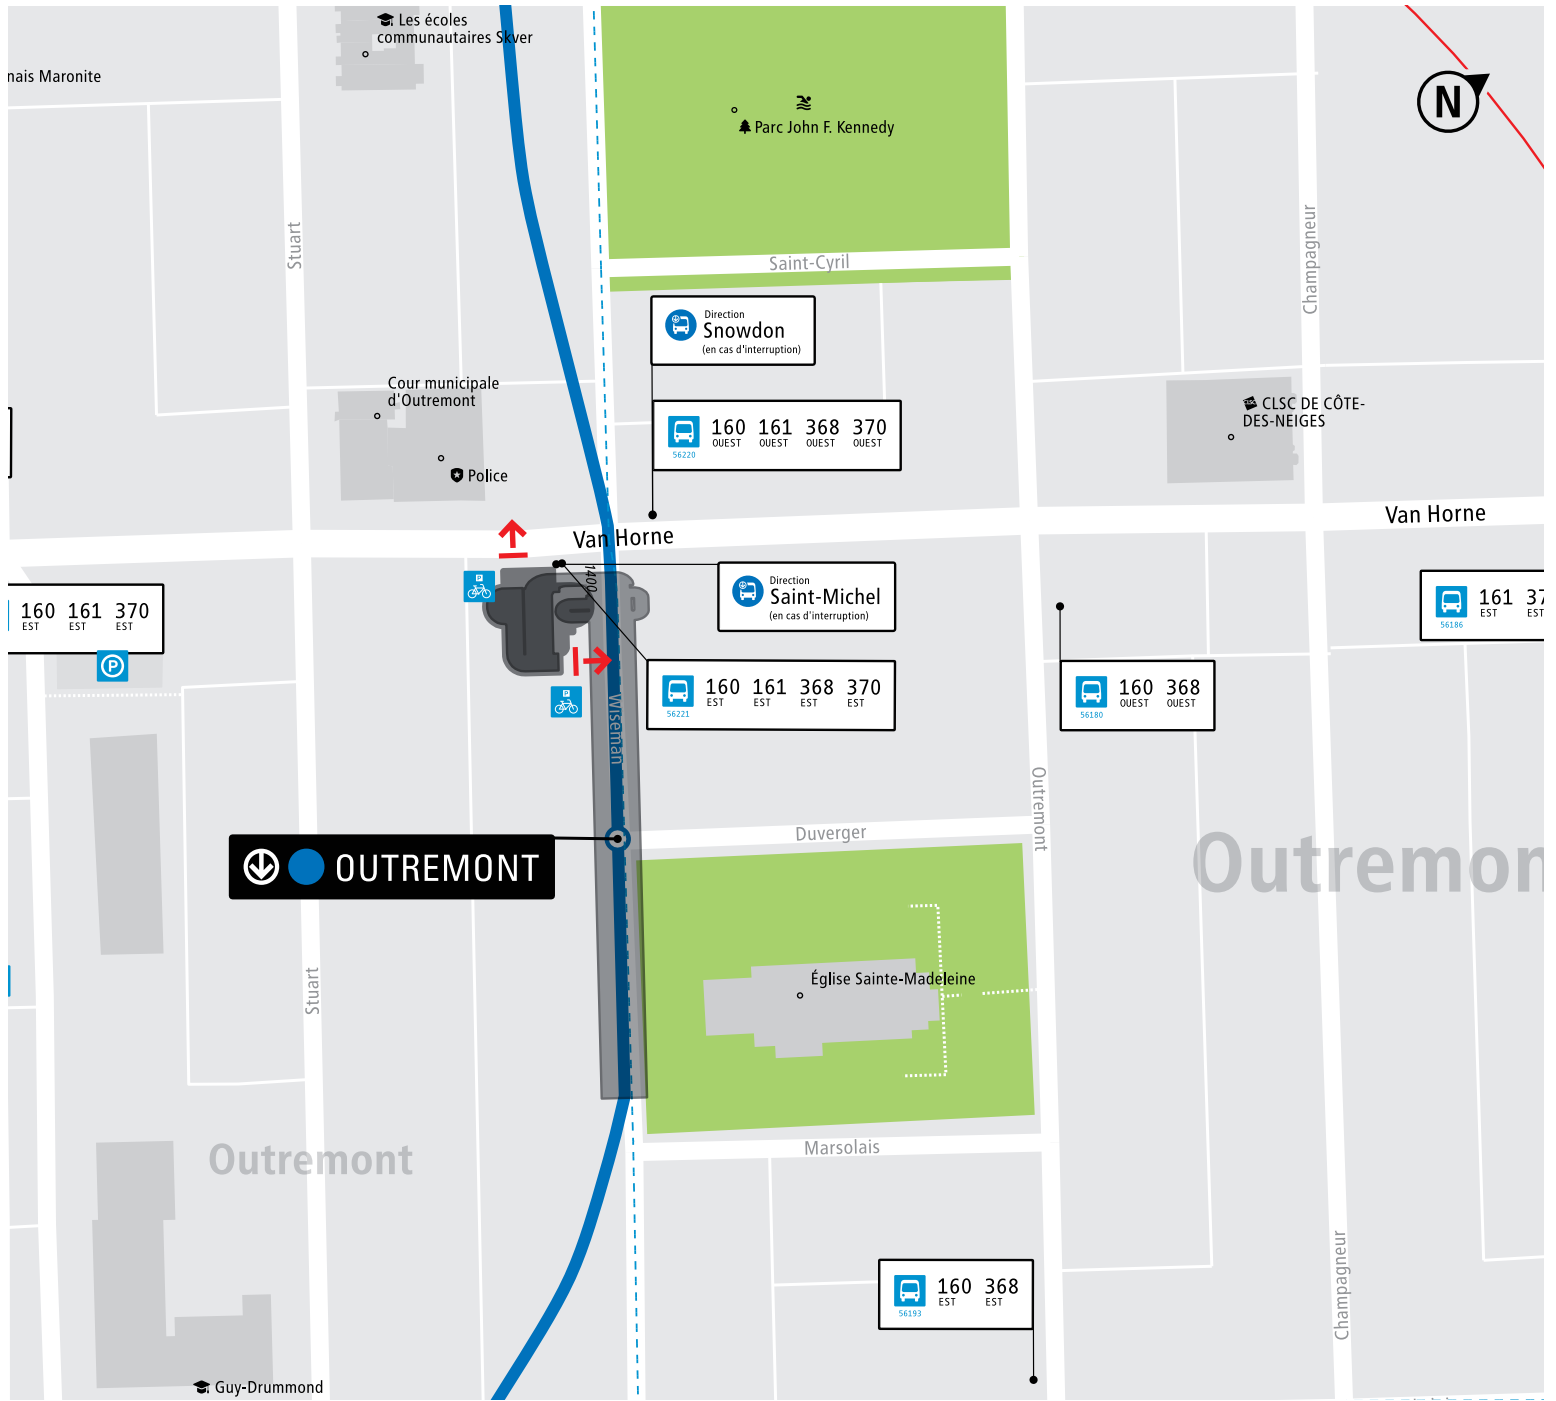 Les écoles
communautaires Skver
nais Maronite
Parc John F. Kennedy
N
Stuart
Saint-Cyril
Champagneur
Direction
Snowdon
(en cas d'interruption)
Cour municipale
d'Outremont
CLSC DE CÔTE-
DES-NEIGES
160 161 368 370
OUEST OUEST OUEST OUEST
56220
Police
Van Horne
Van Horne
1400
Direction
Saint-Michel
(en cas d'interruption)
P
P
160 161 370
EST EST EST
P
161 37
EST EST
56186
160 161 368 370
EST EST EST EST
56221
160 368
OUEST OUEST
56180
Wiseman
Outremont
Duverger
OUTREMONT
Outremon
Stuart
Église Sainte-Madeleine
Outremont
Marsolais
Champagneur
160 368
EST EST
56193
Guy-Drummond